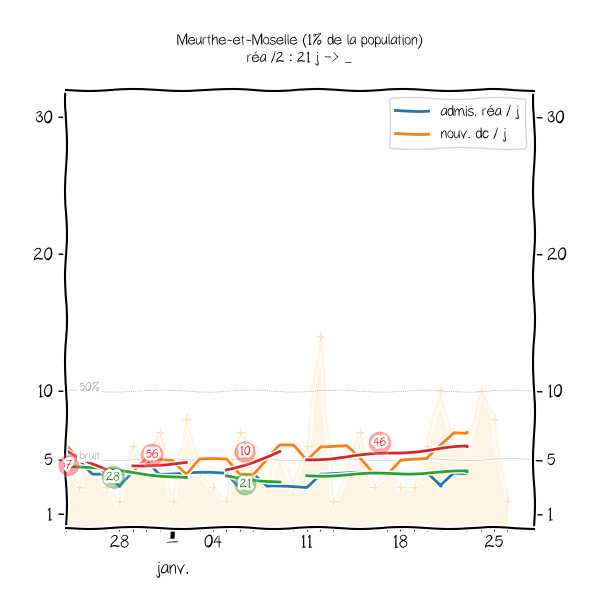 Meurthe-et-Moselle (1% de la population)
réa /2 : 21 j -> _
admis. réa / j
nouv. dc / j
30 30
20 20
10 50% 10
56 10 46
5 7 bruit 5
28 21
1 1
28 04 11 18 25
janv.